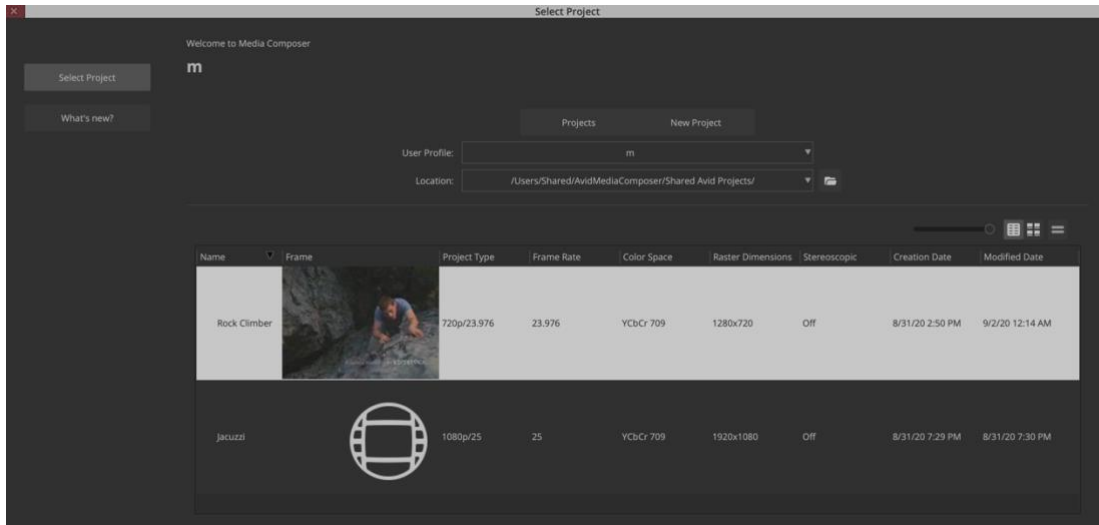 Select Project
Welcome to Media Composer
m
Select Project
What's new?
Projects New Project
User Profile: m
Location: /Users/Shared/AvidMediaComposer/Shared Avid Projects/
Name Frame Project Type Frame Rate Color Space Raster Dimensions Stereoscopic Creation Date Modified Date
Rock Climber 720p/23.976 23.976 YCbCr 709 1280x720 Off 8/31/20 2:50 PM 9/2/20 12:14 AM
Jacuzzi 1080p/25 25 YCbCr 709 1920x1080 Off 8/31/20 7:29 PM 8/31/20 7:30 PM